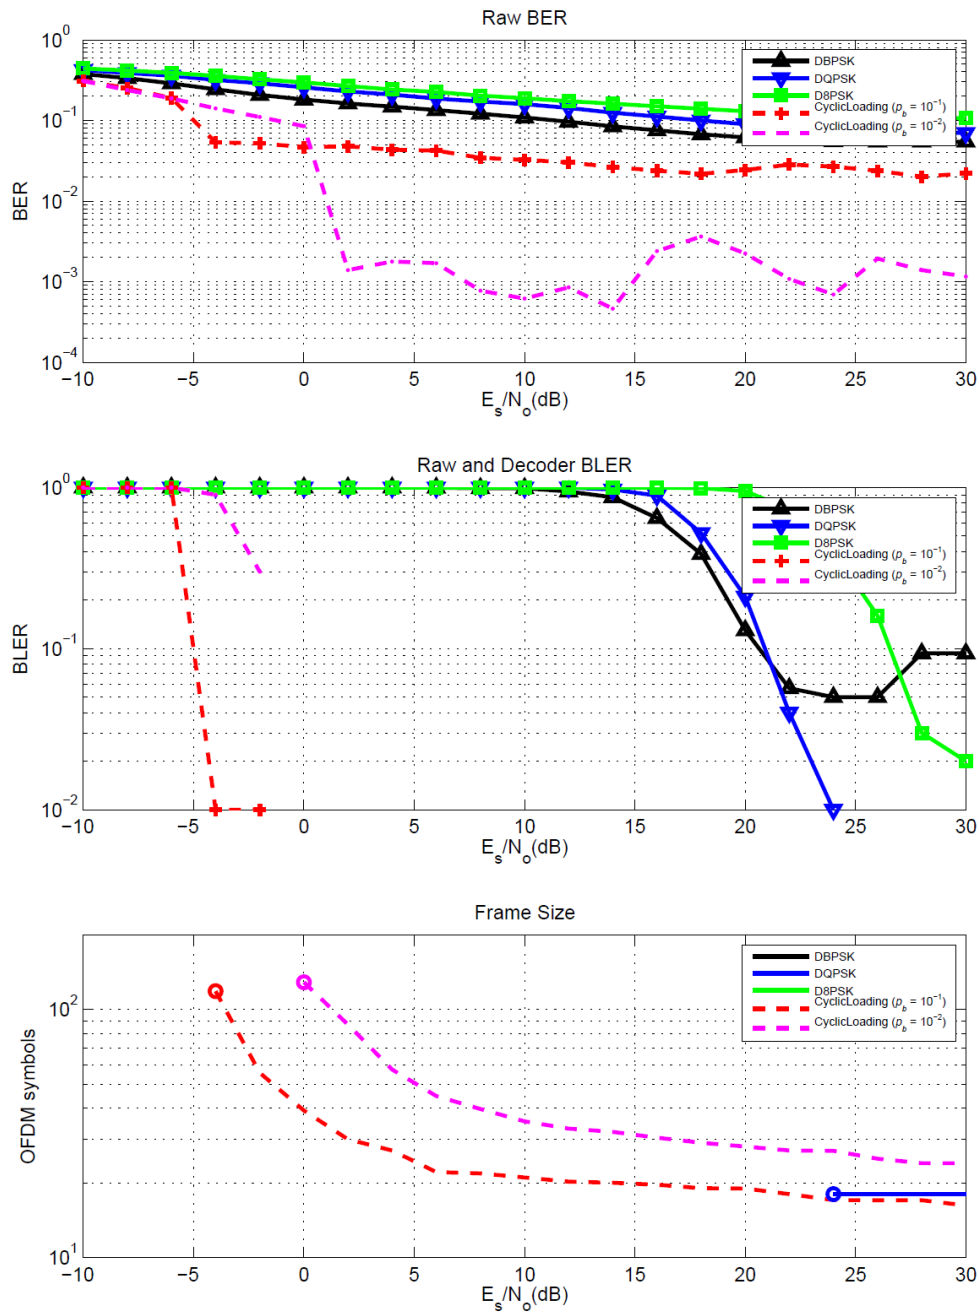 Raw BER
10^0
10^-1
10^-2
10^-3
10^-4
BER
DBPSK
DQPSK
D8PSK
CyclicLoading (p_b = 10^-1)
CyclicLoading (p_b = 10^-2)
−10 −5 0 5 10 15 20 25 30
E_s/N_o(dB)
Raw and Decoder BLER
10^0
10^-1
10^-2
BLER
DBPSK
DQPSK
D8PSK
CyclicLoading (p_b = 10^-1)
CyclicLoading (p_b = 10^-2)
−10 −5 0 5 10 15 20 25 30
E_s/N_o(dB)
Frame Size
10^2
10^1
OFDM symbols
DBPSK
DQPSK
D8PSK
CyclicLoading (p_b = 10^-1)
CyclicLoading (p_b = 10^-2)
−10 −5 0 5 10 15 20 25 30
E_s/N_o(dB)